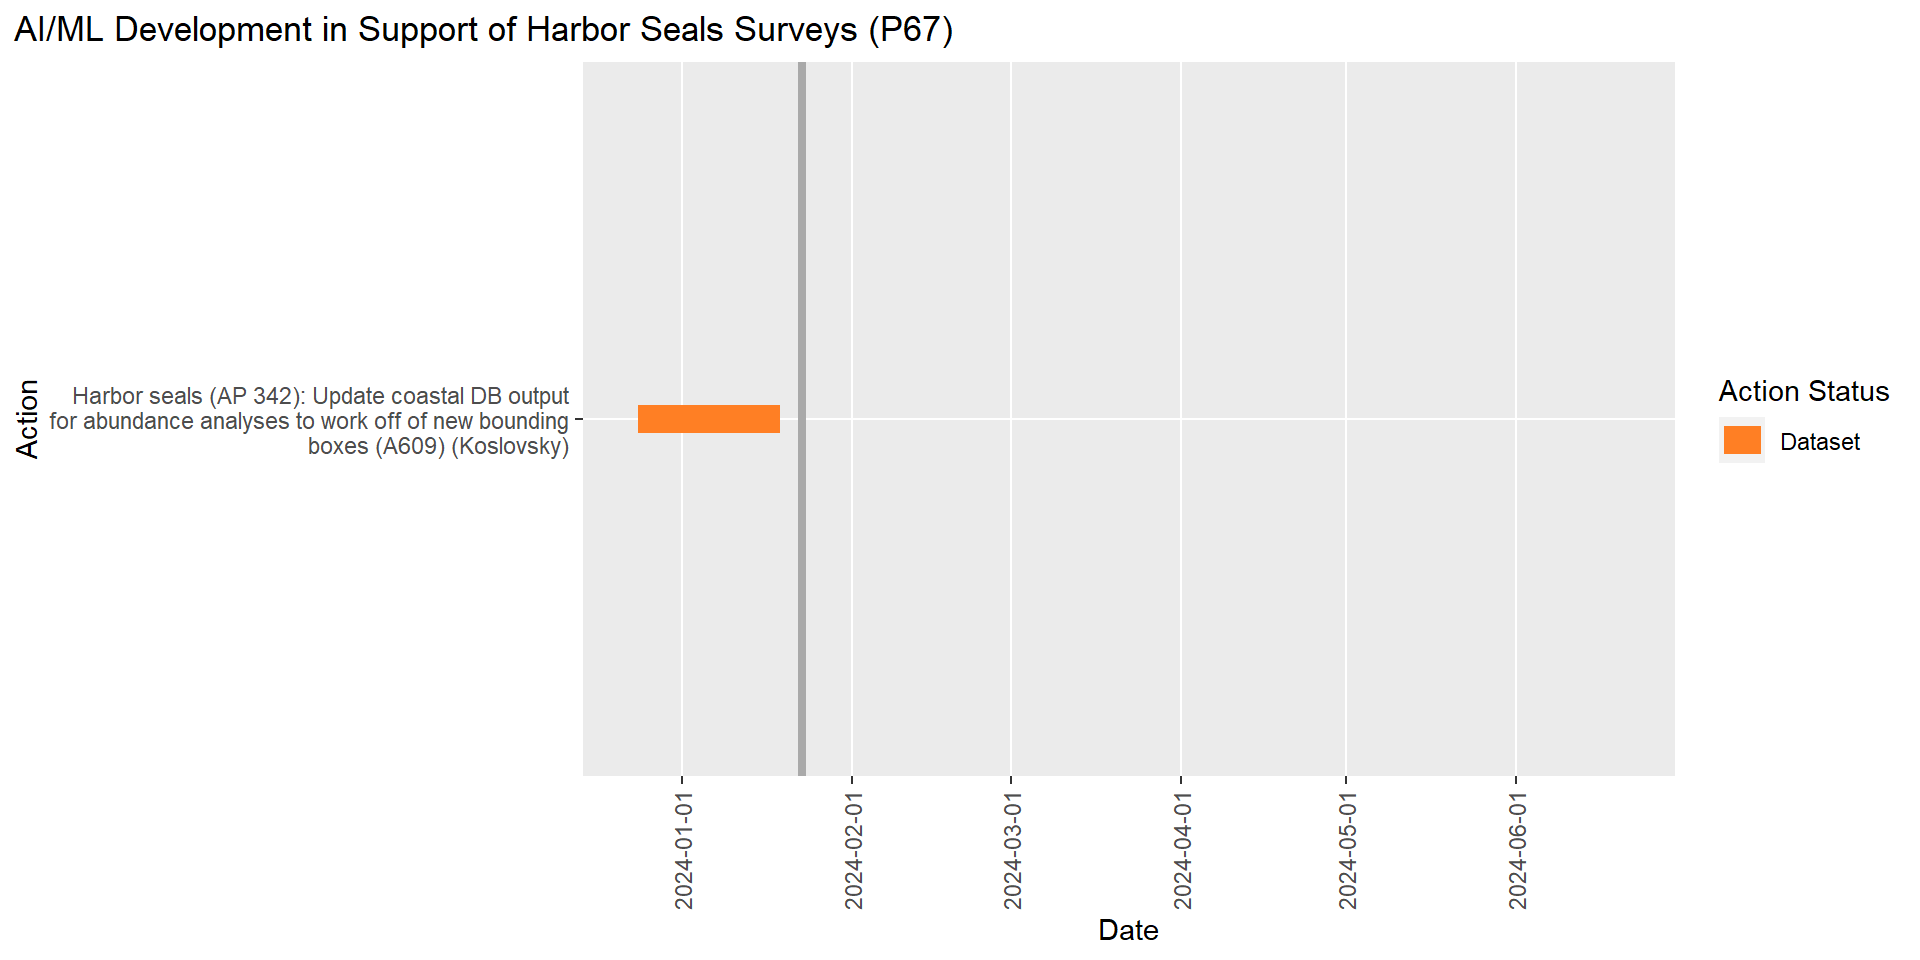 AI/ML Development in Support of Harbor Seals Surveys (P67)
Action
Harbor seals (AP 342): Update coastal DB output
for abundance analyses to work off of new bounding
boxes (A609) (Koslovsky)
Action Status
Dataset
2024-01-01
2024-02-01
2024-03-01
2024-04-01
2024-05-01
2024-06-01
Date